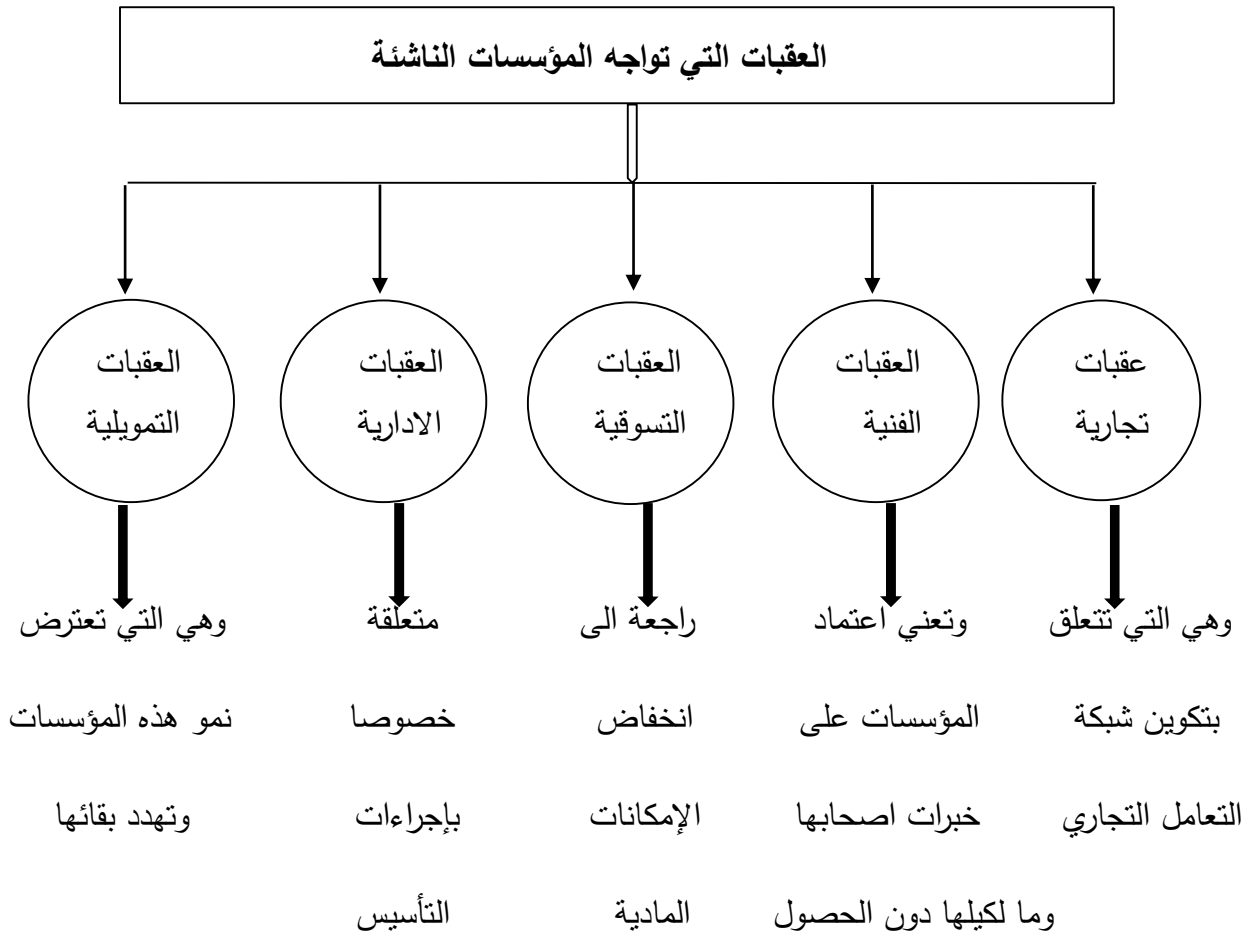 العقبات التي تواجه المؤسسات الناشئة
عقبات
تجارية
العقبات
الفنية
العقبات
التسوقية
العقبات
الادارية
العقبات
التمويلية
وهي التي تتعلق
بتكوين شبكة
التعامل التجاري
وتعني اعتماد
المؤسسات على
خبرات اصحابها
وما لكيلها دون الحصول
راجعة الى
انخفاض
الإمكانات
المادية
متعلقة
خصوصا
بإجراءات
التأسيس
وهي التي تعترض
نمو هذه المؤسسات
وتهدد بقائها